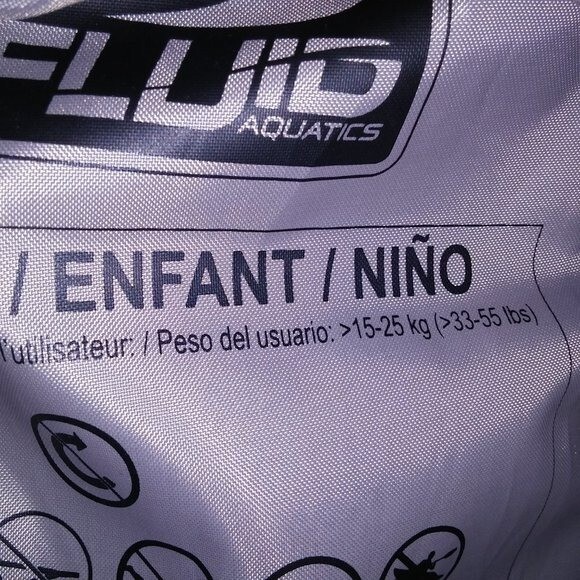 FLUID
AQUATICS
/ ENFANT / NIÑO
l'utilisateur: / Peso del usuario: >15-25 kg (>33-55 lbs)